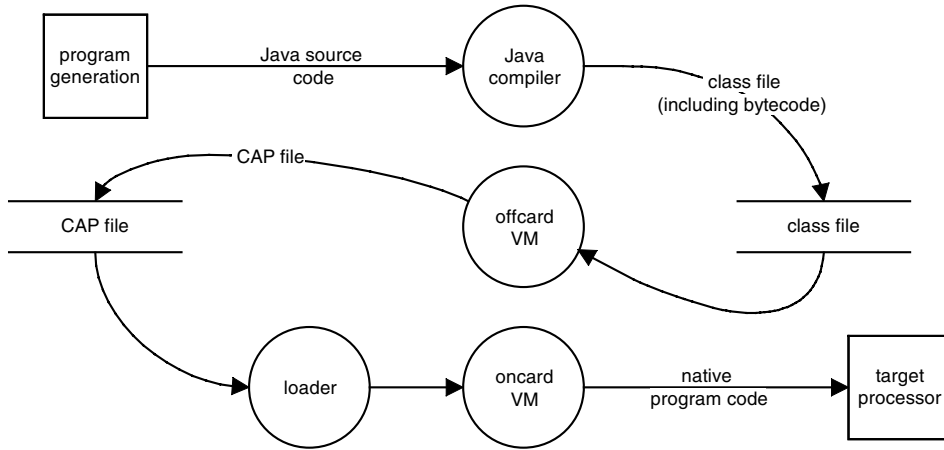 program
generation
Java source
code
Java
compiler
class file
(including bytecode)
CAP file
CAP file
offcard
VM
class file
loader
oncard
VM
native
program code
target
processor